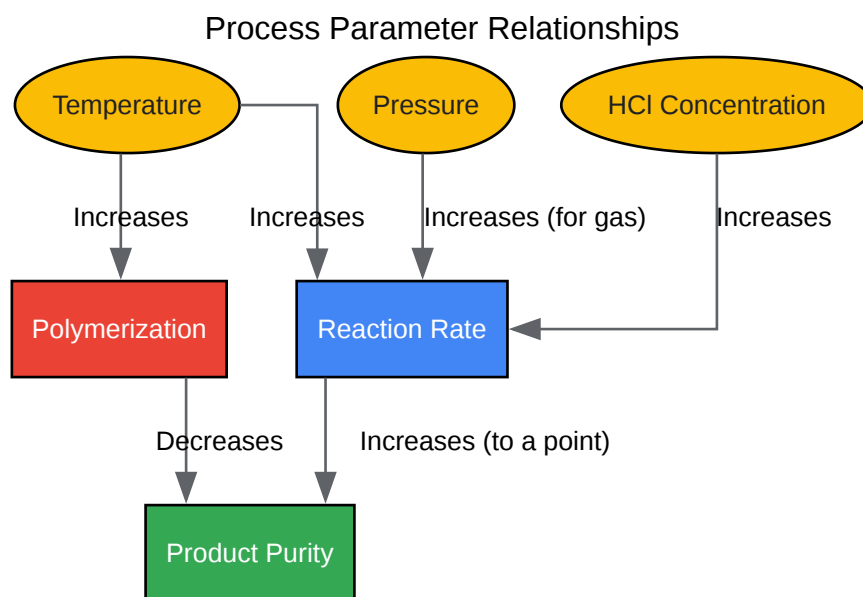 Process Parameter Relationships
Temperature
Pressure
HCl Concentration
Increases
Increases
Increases (for gas)
Increases
Polymerization
Reaction Rate
Decreases
Increases (to a point)
Product Purity